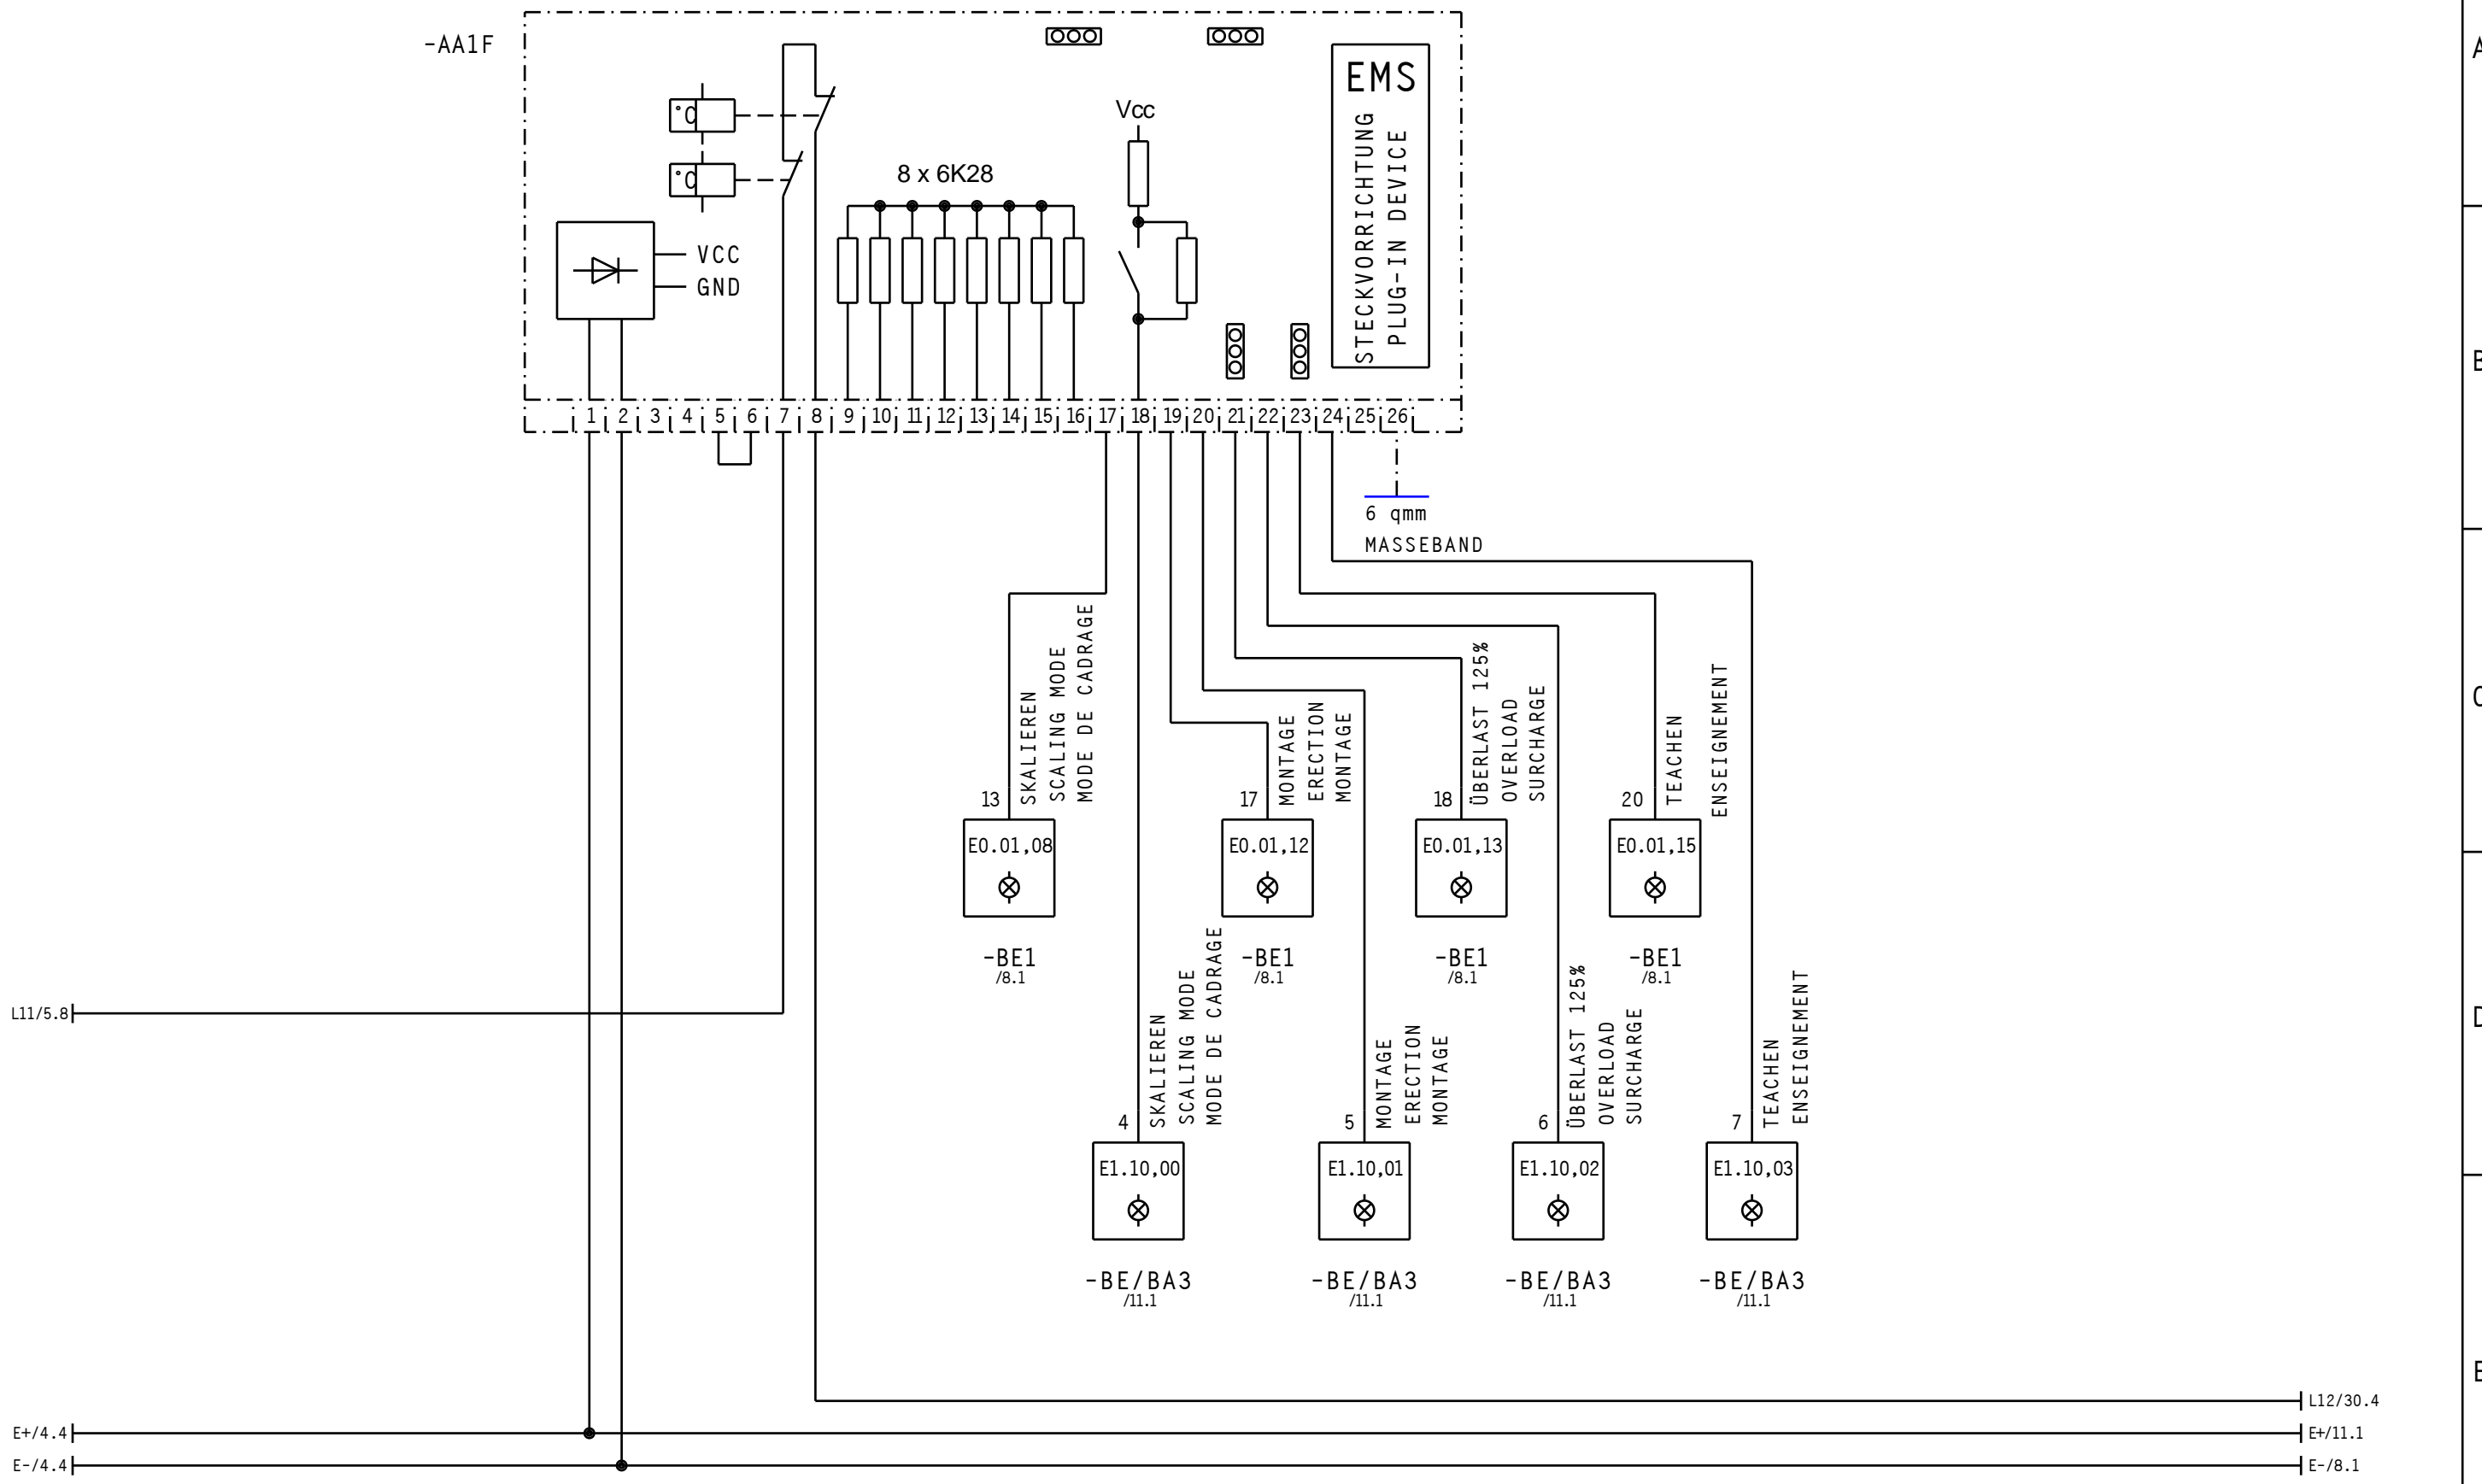 -AA1F
A
EMS
STECKVORRICHTUNG
PLUG-IN DEVICE
Vcc
°C
°C
8 x 6K28
VCC
GND
B
1 2 3 4 5 6 7 8 9 10 11 12 13 14 15 16 17 18 19 20 21 22 23 24 25 26
6 qmm
MASSEBAND
C
SKALIEREN
SCALING MODE
MODE DE CADRAGE
MONTAGE
ERECTION
MONTAGE
ÜBERLAST 125%
OVERLOAD
SURCHARGE
TEACHEN
ENSEIGNEMENT
13 17 18 20
E0.01,08 E0.01,12 E0.01,13 E0.01,15
-BE1 -BE1 -BE1 -BE1
/8.1 /8.1 /8.1 /8.1
L11/5.8
D
SKALIEREN
SCALING MODE
MODE DE CADRAGE
MONTAGE
ERECTION
MONTAGE
ÜBERLAST 125%
OVERLOAD
SURCHARGE
TEACHEN
ENSEIGNEMENT
4 5 6 7
E1.10,00 E1.10,01 E1.10,02 E1.10,03
-BE/BA3 -BE/BA3 -BE/BA3 -BE/BA3
/11.1 /11.1 /11.1 /11.1
E
L12/30.4
E+/4.4 E+/11.1
E-/4.4 E-/8.1